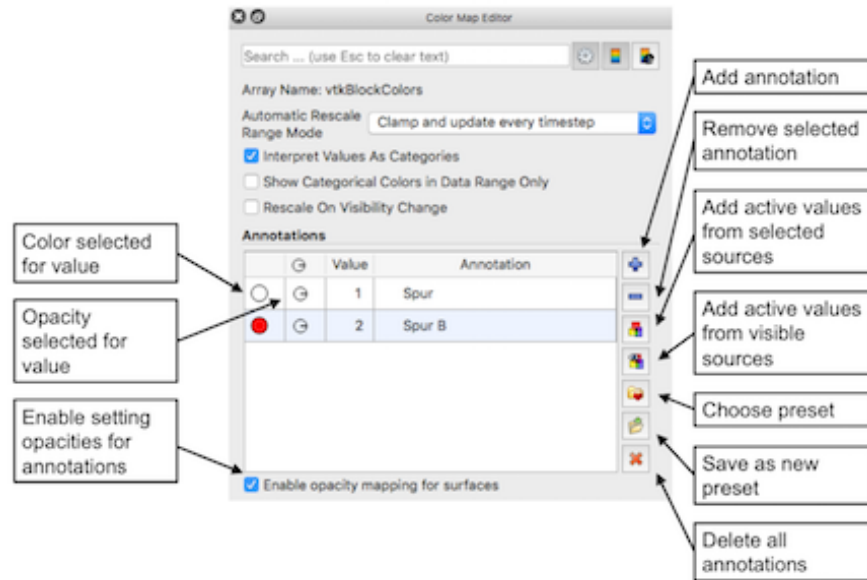 Color Map Editor
Search ... (use Esc to clear text)
Array Name: vtkBlockColors
Automatic Rescale
Range Mode
Clamp and update every timestep
Interpret Values As Categories
Show Categorical Colors in Data Range Only
Rescale On Visibility Change
Annotations
Value Annotation
1 Spur
2 Spur B
Enable opacity mapping for surfaces
Color selected
for value
Opacity
selected for
value
Enable setting
opacities for
annotations
Add annotation
Remove selected
annotation
Add active values
from selected
sources
Add active values
from visible
sources
Choose preset
Save as new
preset
Delete all
annotations